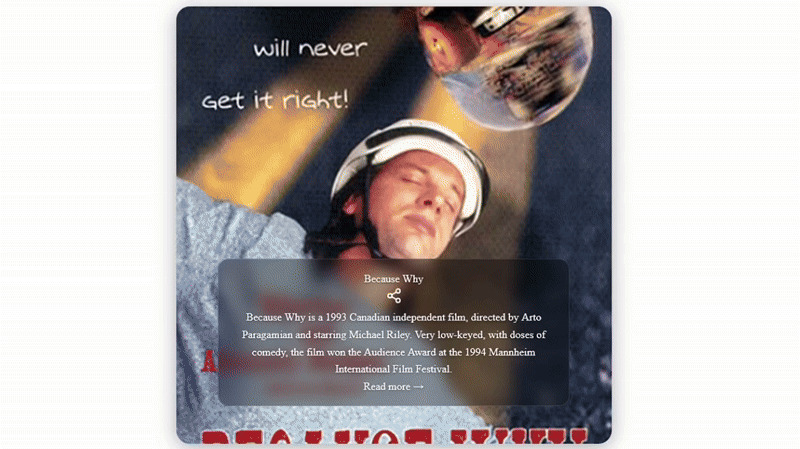 will never
Get it right!
Because Why
Because Why is a 1993 Canadian independent film, directed by Arto
Paragamian and starring Michael Riley. Very low-keyed, with doses of
comedy, the film won the Audience Award at the 1994 Mannheim
International Film Festival.
Read more →